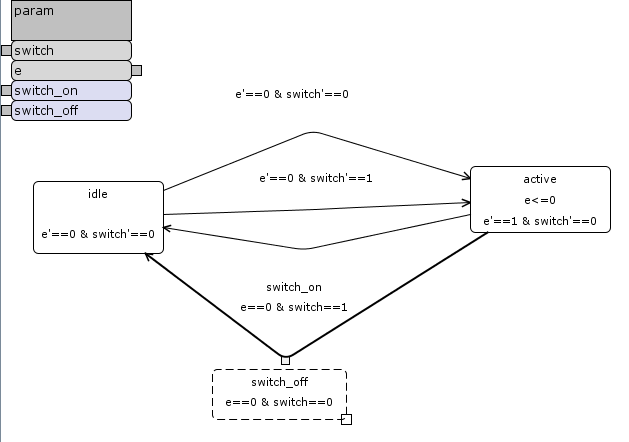 param
switch
e
switch_on
switch_off
e'==0 & switch'==0
e'==0 & switch'==1
idle
e'==0 & switch'==0
active
e<=0
e'==1 & switch'==0
switch_on
e==0 & switch==1
switch_off
e==0 & switch==0